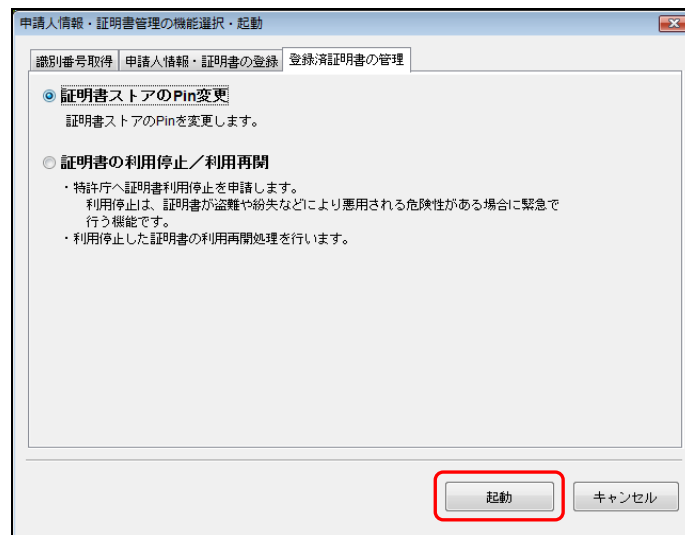 申請人情報・証明書管理の機能選択・起動
識別番号取得 申請人情報・証明書の登録 登録済証明書の管理
証明書ストアのPin変更
証明書ストアのPinを変更します。
証明書の利用停止／利用再開
・特許庁へ証明書利用停止を申請します。
利用停止は、証明書が盗難や紛失などにより悪用される危険性がある場合に緊急で
行う機能です。
・利用停止した証明書の利用再開処理を行います。
起動 キャンセル